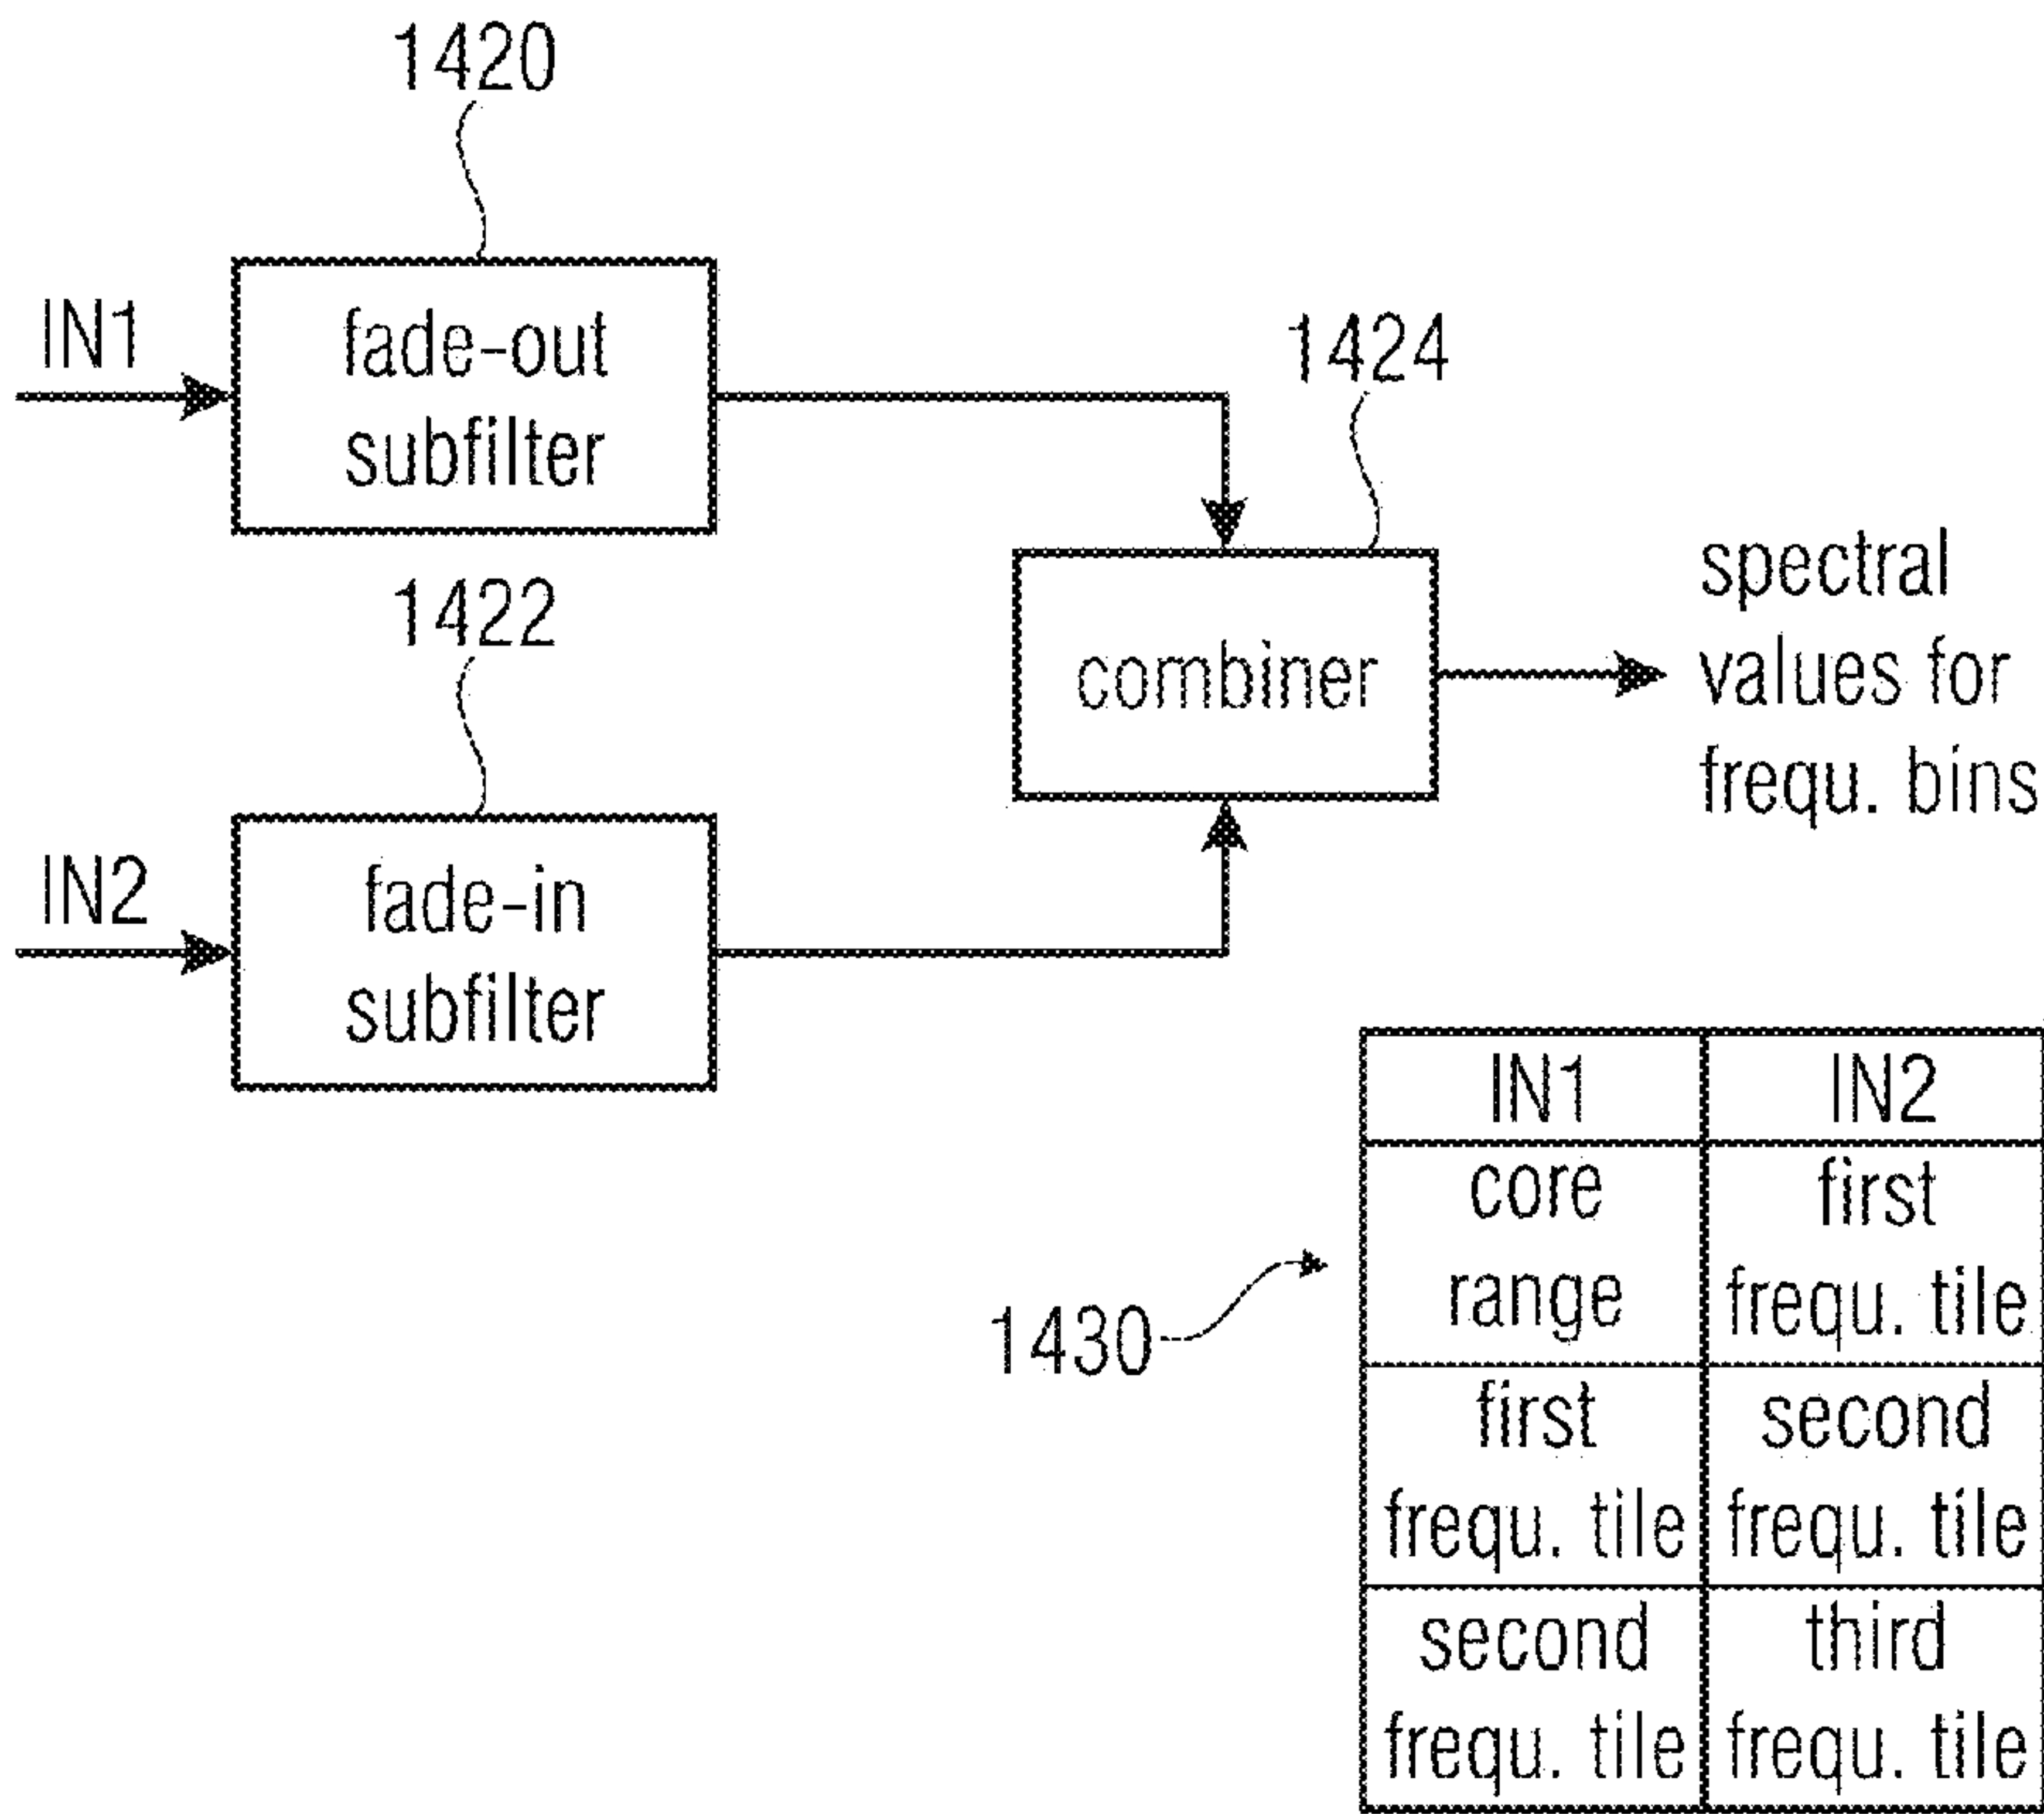 1420
IN1
fade-out
subfilter
1424
1422
combiner
spectral
values for
frequ. bins
IN2
fade-in
subfilter
1430
IN1 IN2
core first
range frequ. tile
first second
frequ. tile frequ. tile
second third
frequ. tile frequ. tile